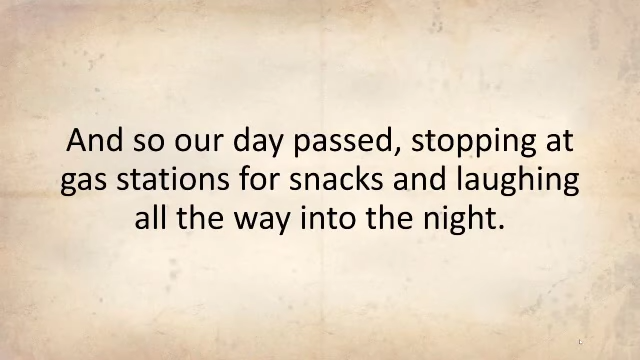 And so our day passed, stopping at
gas stations for snacks and laughing
all the way into the night.